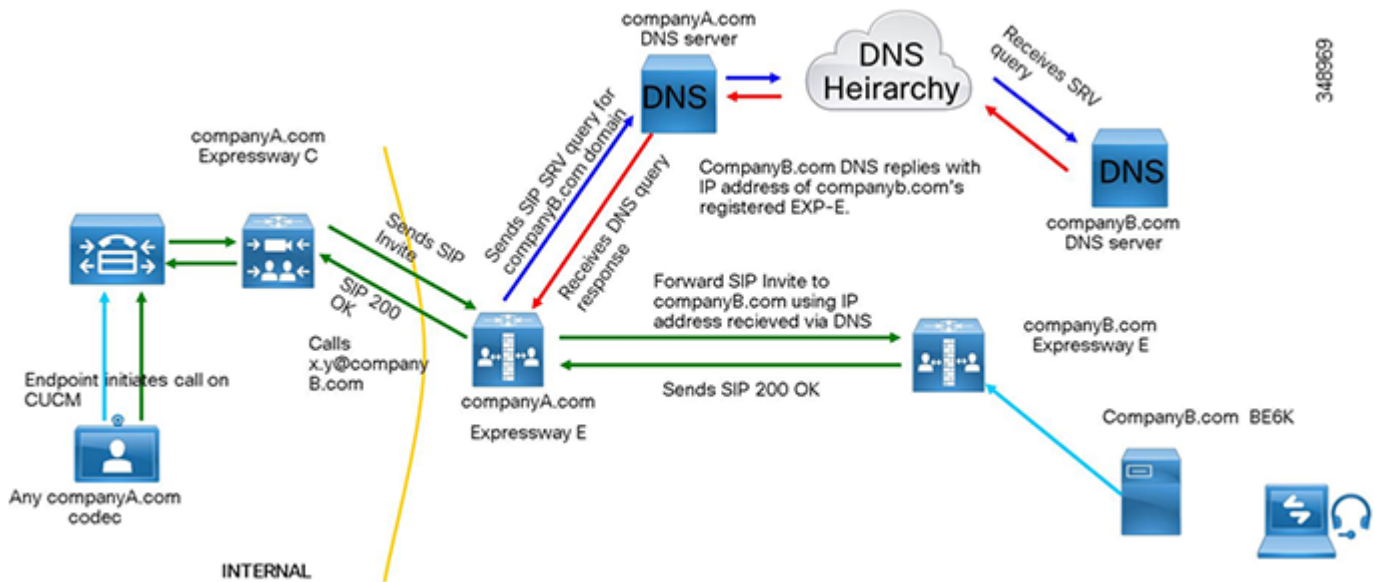 companyA.com
DNS server
DNS
DNS
Heirarchy
Receives SRV
query
348969
companyA.com
Expressway C
Sends SIP SRV query for
companyB.com domain
Receives DNS query
response
CompanyB.com DNS replies with
IP address of companyb.com's
registered EXP-E.
DNS
companyB.com
DNS server
Sends SIP
Invite
SIP 200
OK
Calls
x.y@company
B.com
Forward SIP Invite to
companyB.com using IP
address recieved via DNS
Sends SIP 200 OK
companyB.com
Expressway E
companyA.com
Expressway E
Endpoint initiates call on
CUCM
Any companyA.com
codec
CompanyB.com BE6K
INTERNAL